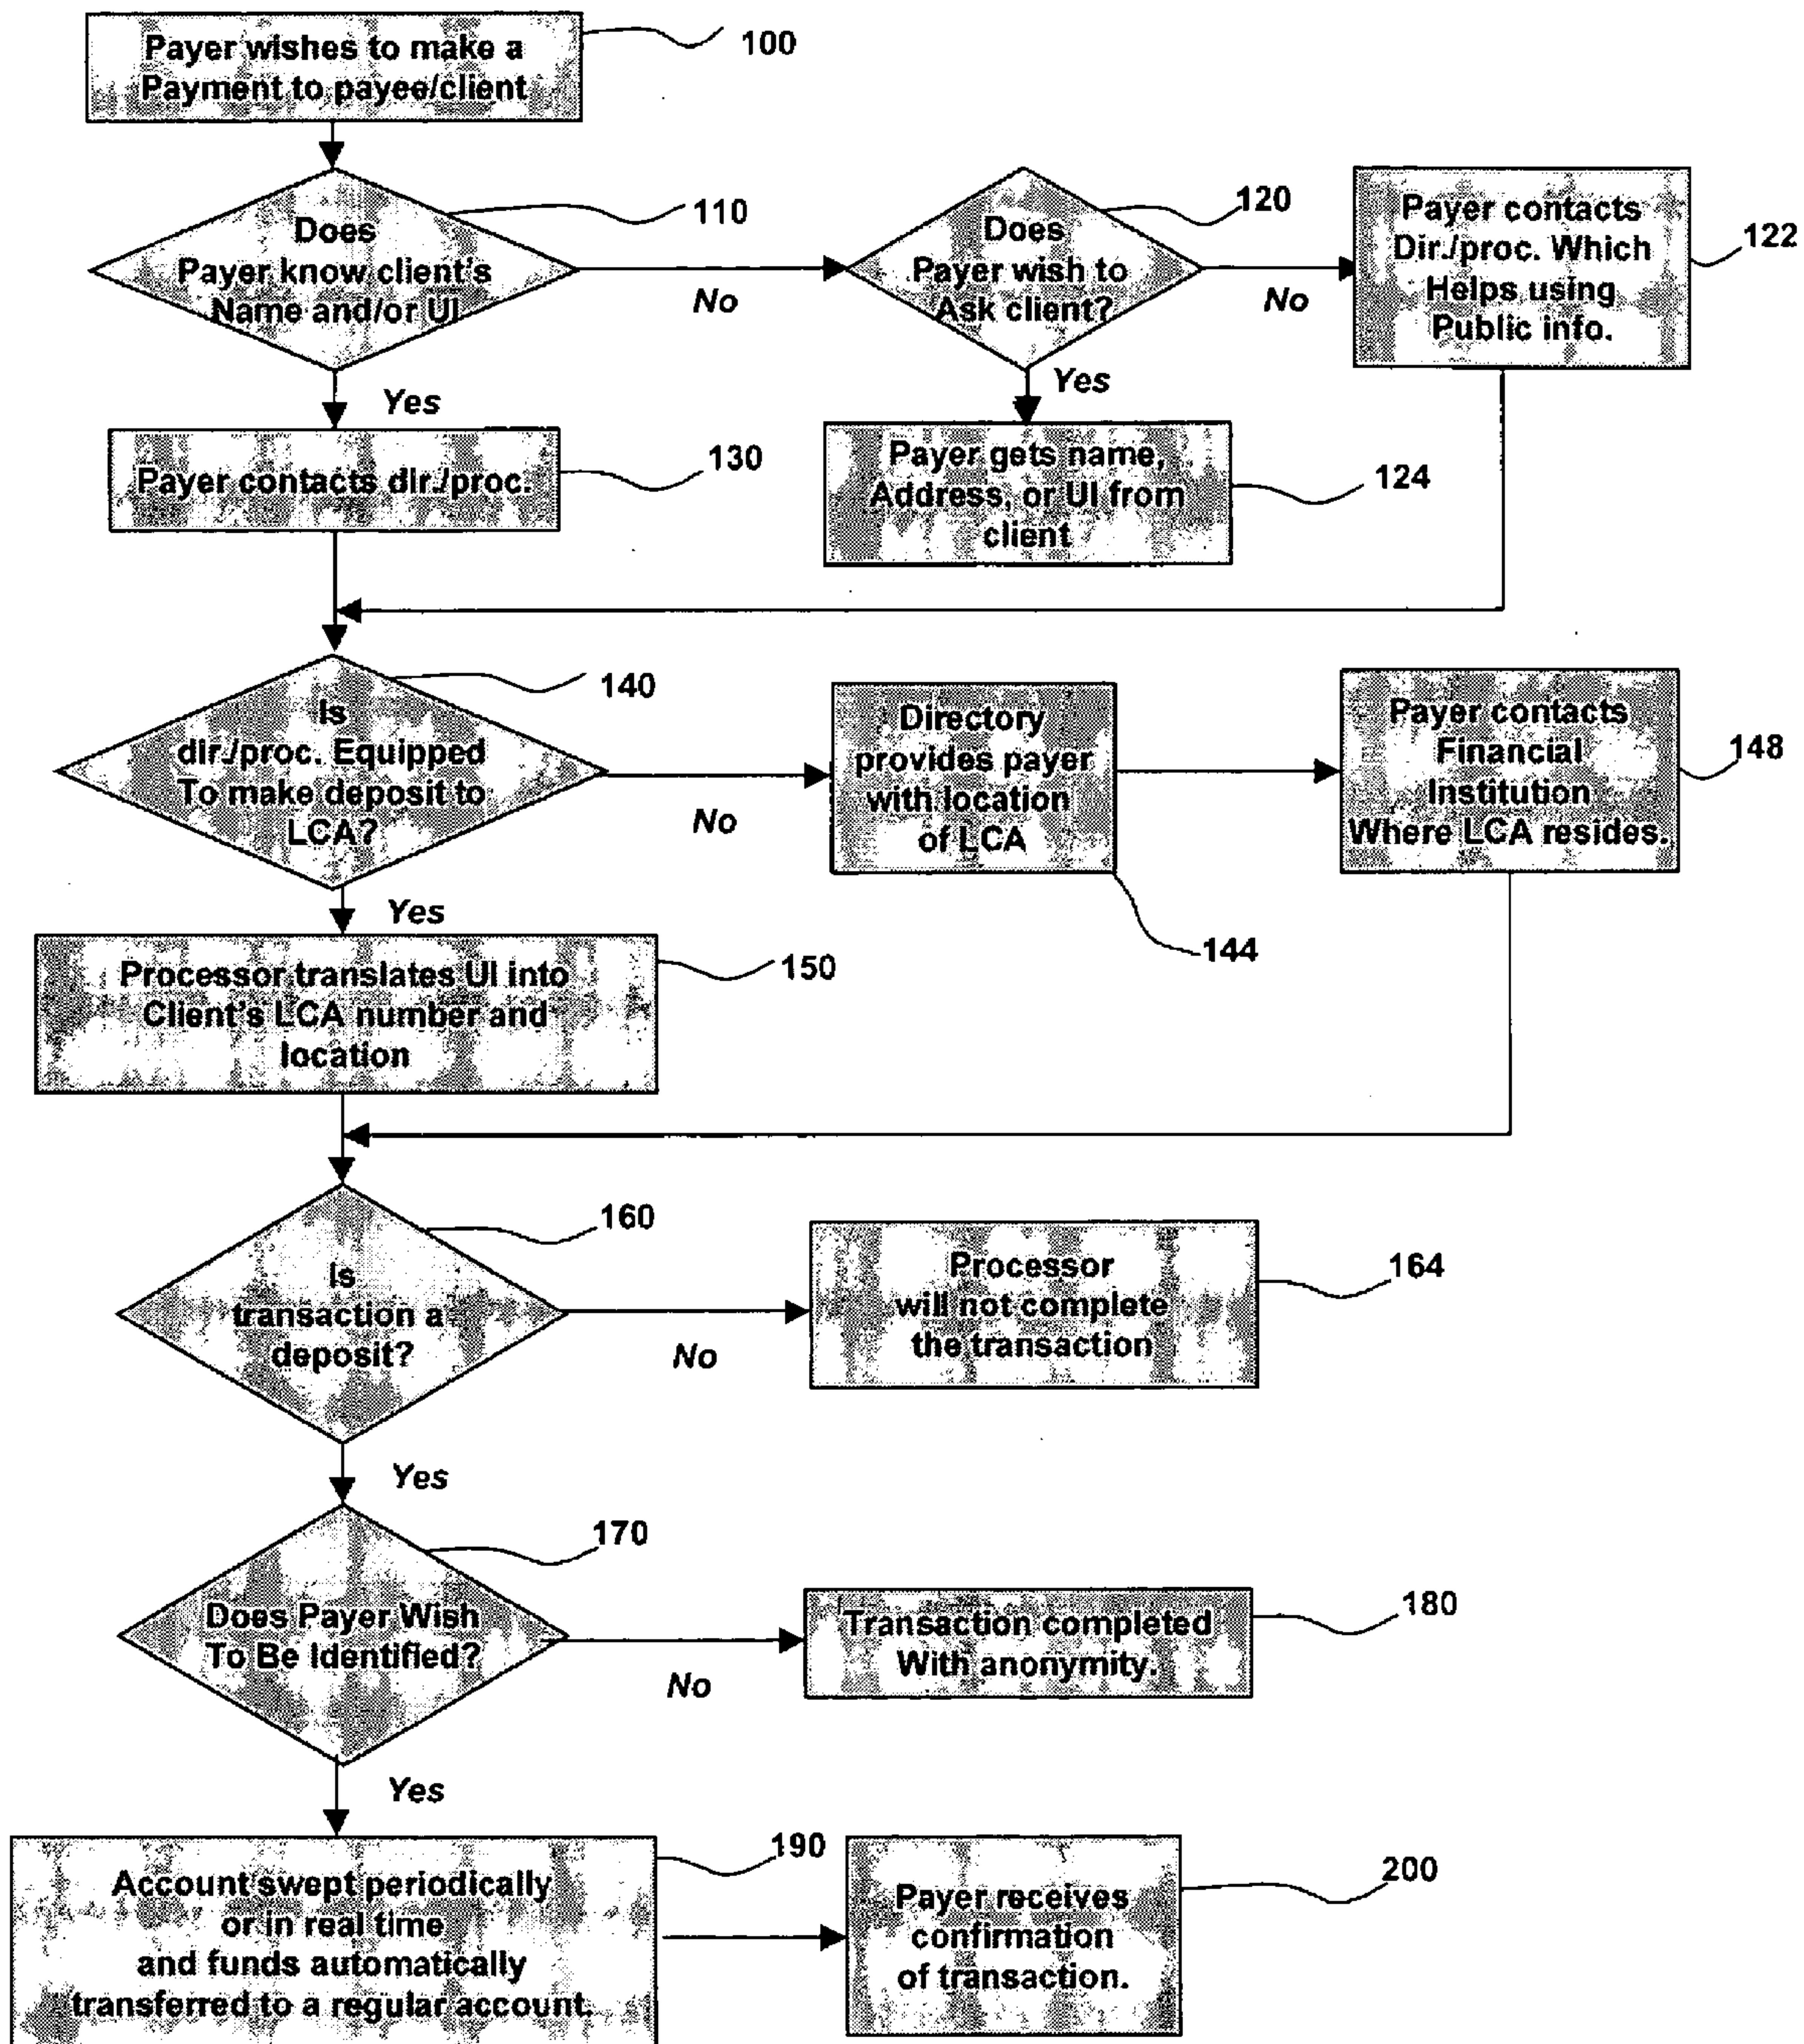 Payer wishes to make a
Payment to payee/client
100
Does
Payer know client's
Name and/or UI
110
No
Does
Payer wish to
Ask client?
120
No
Payer contacts
Dir./proc. Which
Helps using
Public info.
122
Yes
Yes
Payer contacts dir./proc.
130
Payer gets name,
Address, or UI from
client
124
Is
dir./proc. Equipped
To make deposit to
LCA?
140
No
Directory
provides payer
with location
of LCA
144
Payer contacts
Financial
Institution
Where LCA resides.
148
Yes
Processor translates UI into
Client's LCA number and
location
150
Is
transaction a
deposit?
160
No
Processor
will not complete
the transaction
164
Yes
Does Payer Wish
To Be Identified?
170
No
Transaction completed
With anonymity.
180
Yes
Account swept periodically
or in real time
and funds automatically
transferred to a regular account.
190
Payer receives
confirmation
of transaction.
200